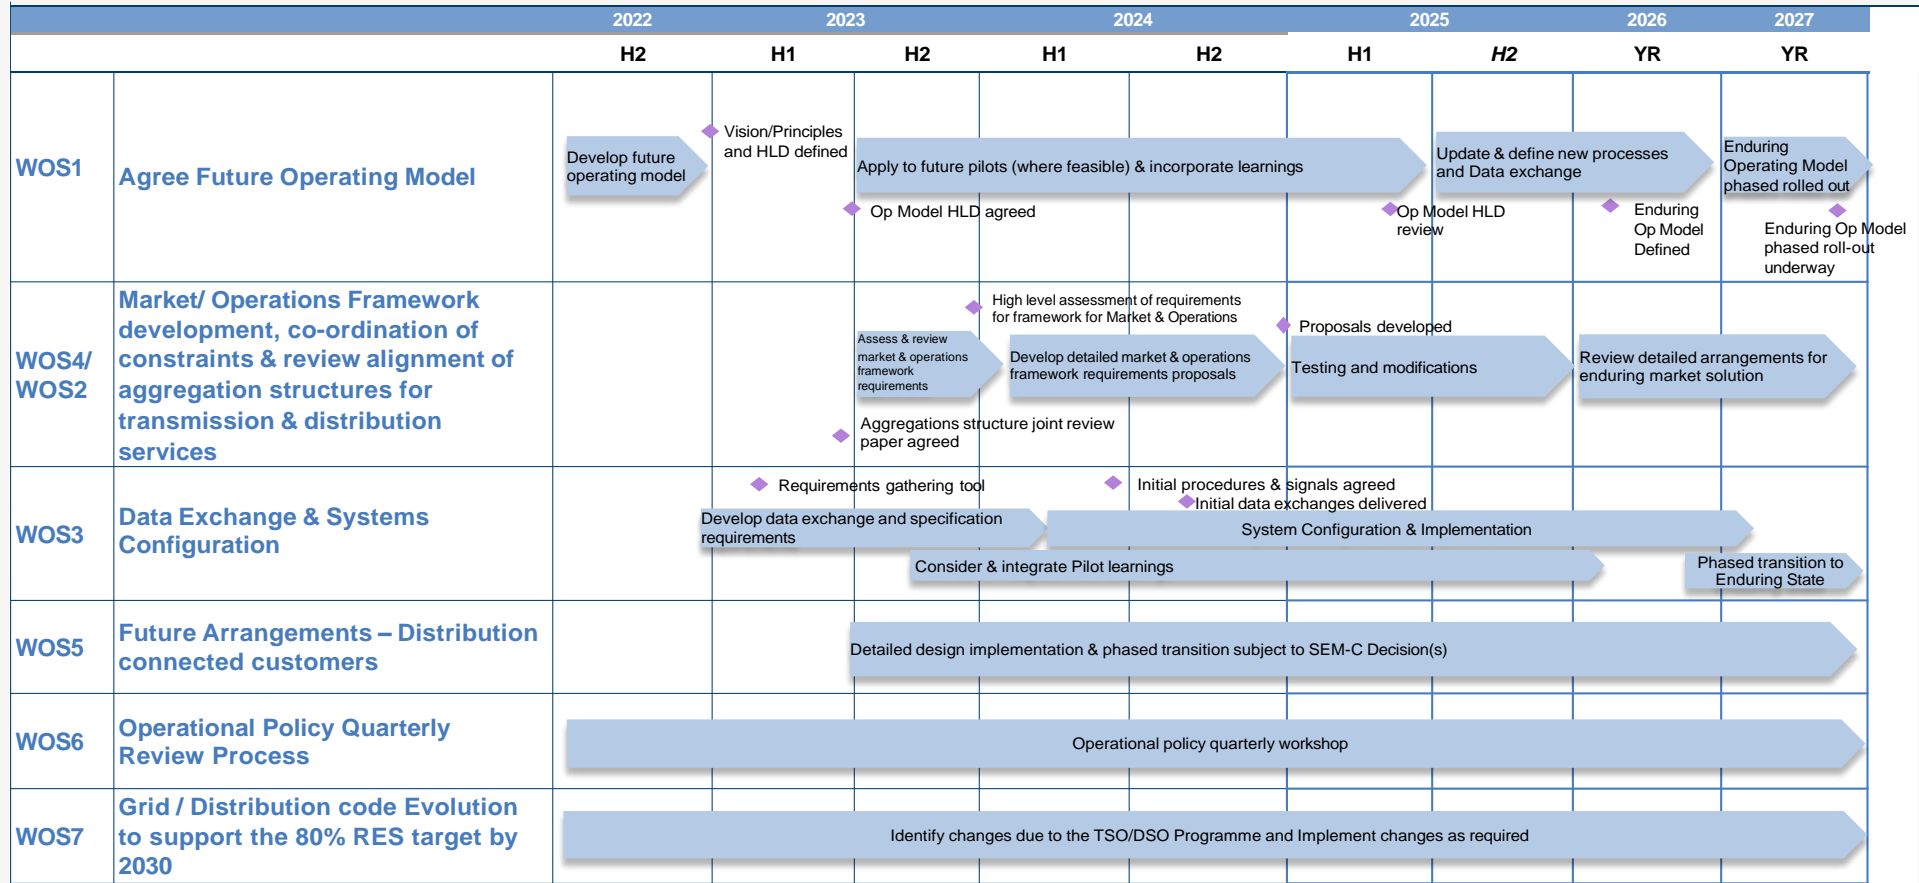 2022
2023
2024
2025
2026
2027
H2
H1
H2
H1
H2
H1
H2
YR
YR
WOS1
Agree Future Operating Model
Develop future
operating model
Vision/Principles
and HLD defined
Apply to future pilots (where feasible) & incorporate learnings
Op Model HLD agreed
Op Model HLD
review
Update & define new processes
and Data exchange
Enduring
Op Model
Defined
Enduring
Operating Model
phased rolled out
Enduring Op Model
phased roll-out
underway
WOS4/
WOS2
Market/ Operations Framework
development, co-ordination of
constraints & review alignment of
aggregation structures for
transmission & distribution
services
High level assessment of requirements
for framework for Market & Operations
Assess & review
market & operations
framework
requirements
Develop detailed market & operations
framework requirements proposals
Proposals developed
Testing and modifications
Review detailed arrangements for
enduring market solution
Aggregations structure joint review
paper agreed
WOS3
Data Exchange & Systems
Configuration
Requirements gathering tool
Initial procedures & signals agreed
Initial data exchanges delivered
Develop data exchange and specification
requirements
System Configuration & Implementation
Consider & integrate Pilot learnings
Phased transition to
Enduring State
WOS5
Future Arrangements – Distribution
connected customers
Detailed design implementation & phased transition subject to SEM-C Decision(s)
WOS6
Operational Policy Quarterly
Review Process
Operational policy quarterly workshop
WOS7
Grid / Distribution code Evolution
to support the 80% RES target by
2030
Identify changes due to the TSO/DSO Programme and Implement changes as required